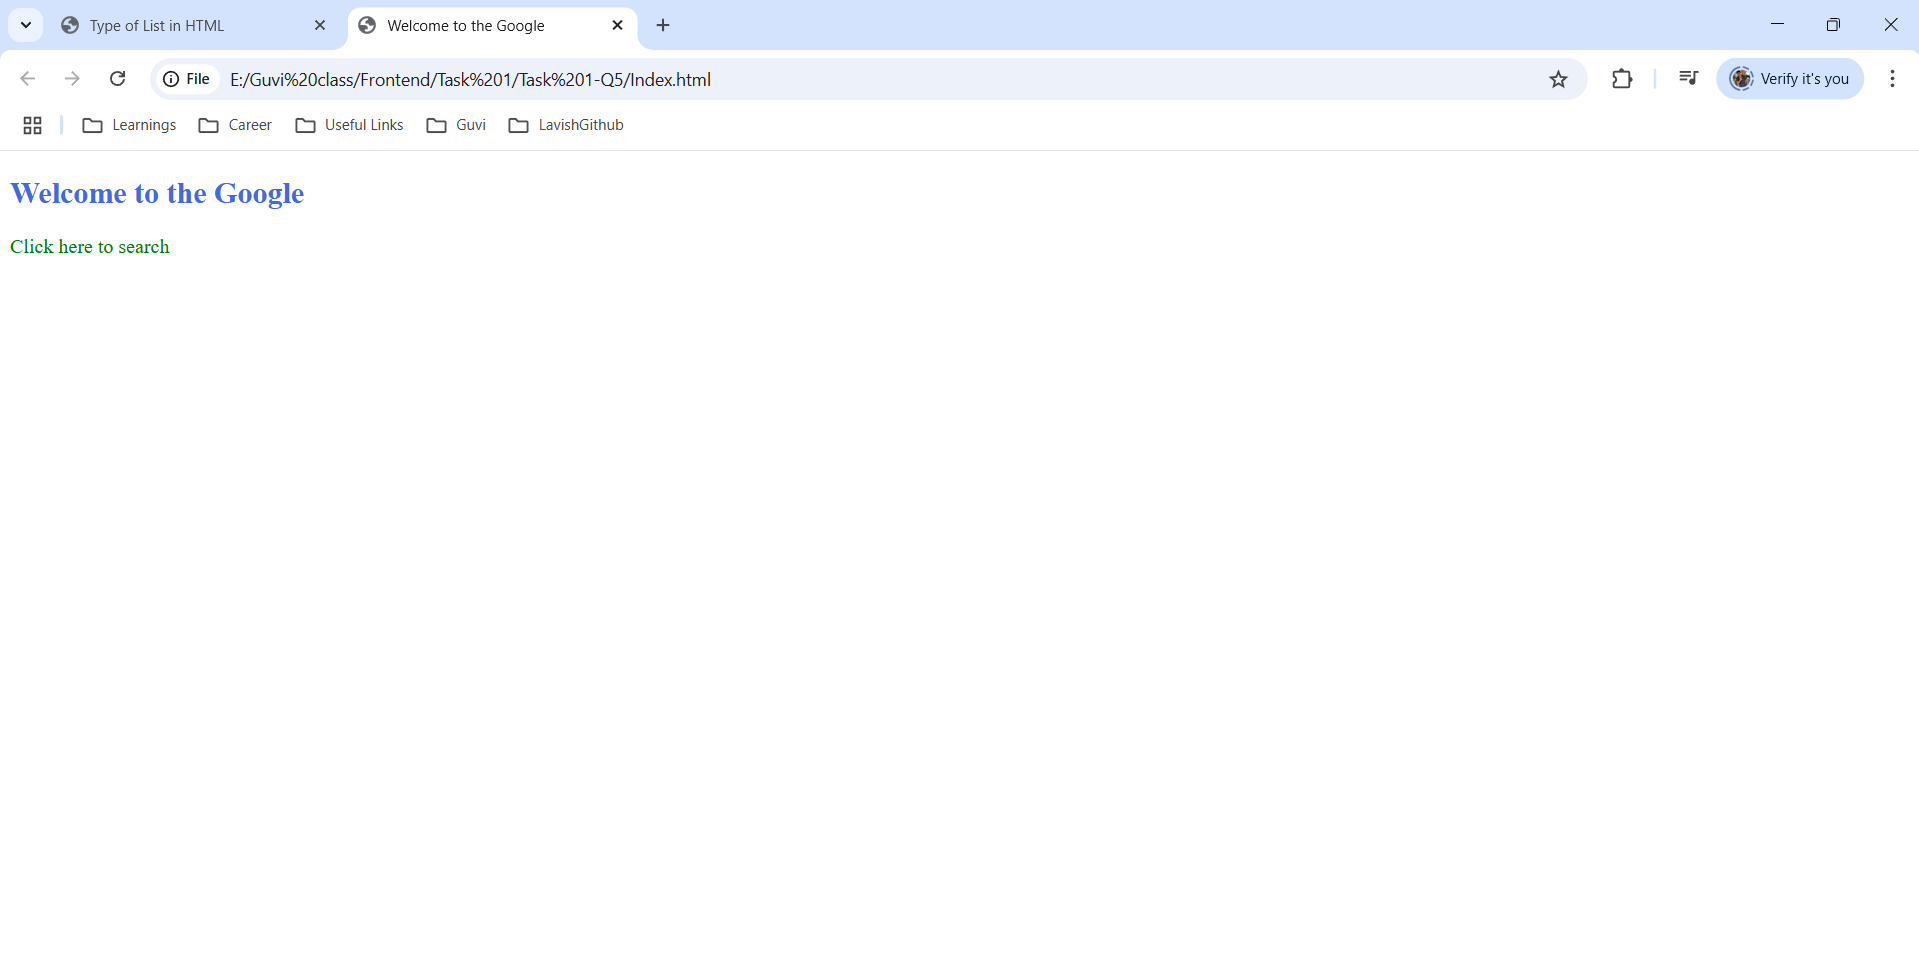 Type of List in HTML
Welcome to the Google
File
E:/Guvi%20class/Frontend/Task%201/Task%201-Q5/Index.html
Verify it's you
Learnings
Career
Useful Links
Guvi
LavishGithub
Welcome to the Google
Click here to search